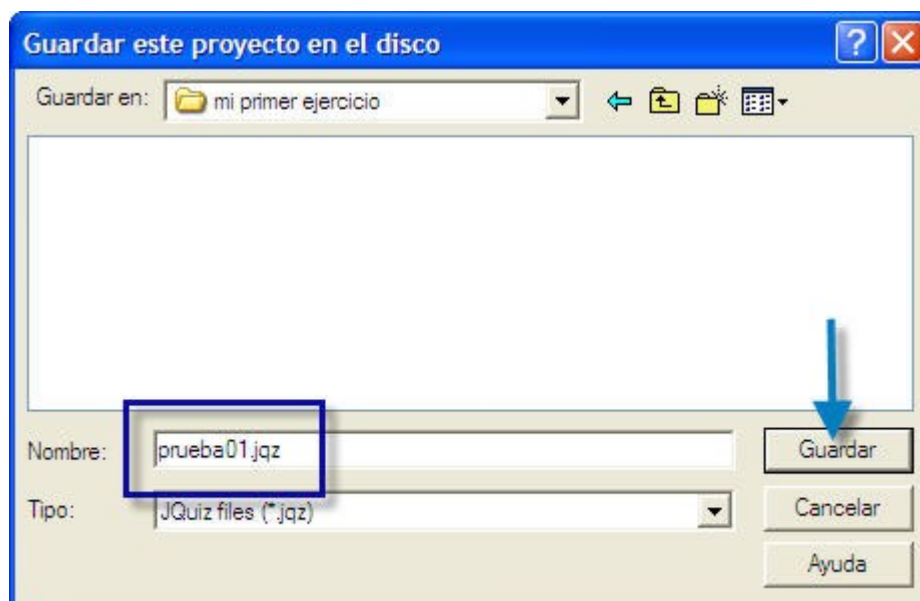 Guardar este proyecto en el disco
Guardar en: mi primer ejercicio
Nombre: prueba01.jqz Guardar
Tipo: JQuiz files (*.jqz) Cancelar
Ayuda